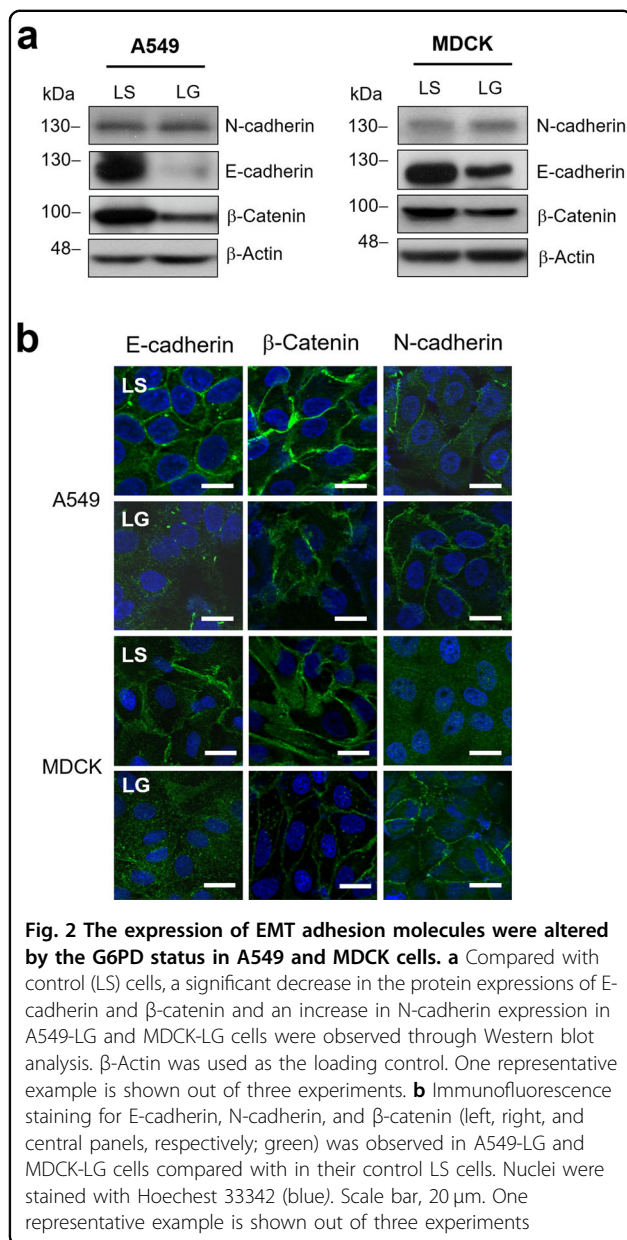 a
A549
MDCK
kDa LS LG
130– N-cadherin
130– E-cadherin
100– β-Catenin
48– β-Actin
kDa LS LG
130– N-cadherin
130– E-cadherin
100– β-Catenin
48– β-Actin
b
E-cadherin β-Catenin N-cadherin
LS
A549
LG
LS
MDCK
LG
Fig. 2 The expression of EMT adhesion molecules were altered
by the G6PD status in A549 and MDCK cells. a Compared with
control (LS) cells, a significant decrease in the protein expressions of E-
cadherin and β-catenin and an increase in N-cadherin expression in
A549-LG and MDCK-LG cells were observed through Western blot
analysis. β-Actin was used as the loading control. One representative
example is shown out of three experiments. b Immunofluorescence
staining for E-cadherin, N-cadherin, and β-catenin (left, right, and
central panels, respectively; green) was observed in A549-LG and
MDCK-LG cells compared with in their control LS cells. Nuclei were
stained with Hoechest 33342 (blue). Scale bar, 20 μm. One
representative example is shown out of three experiments